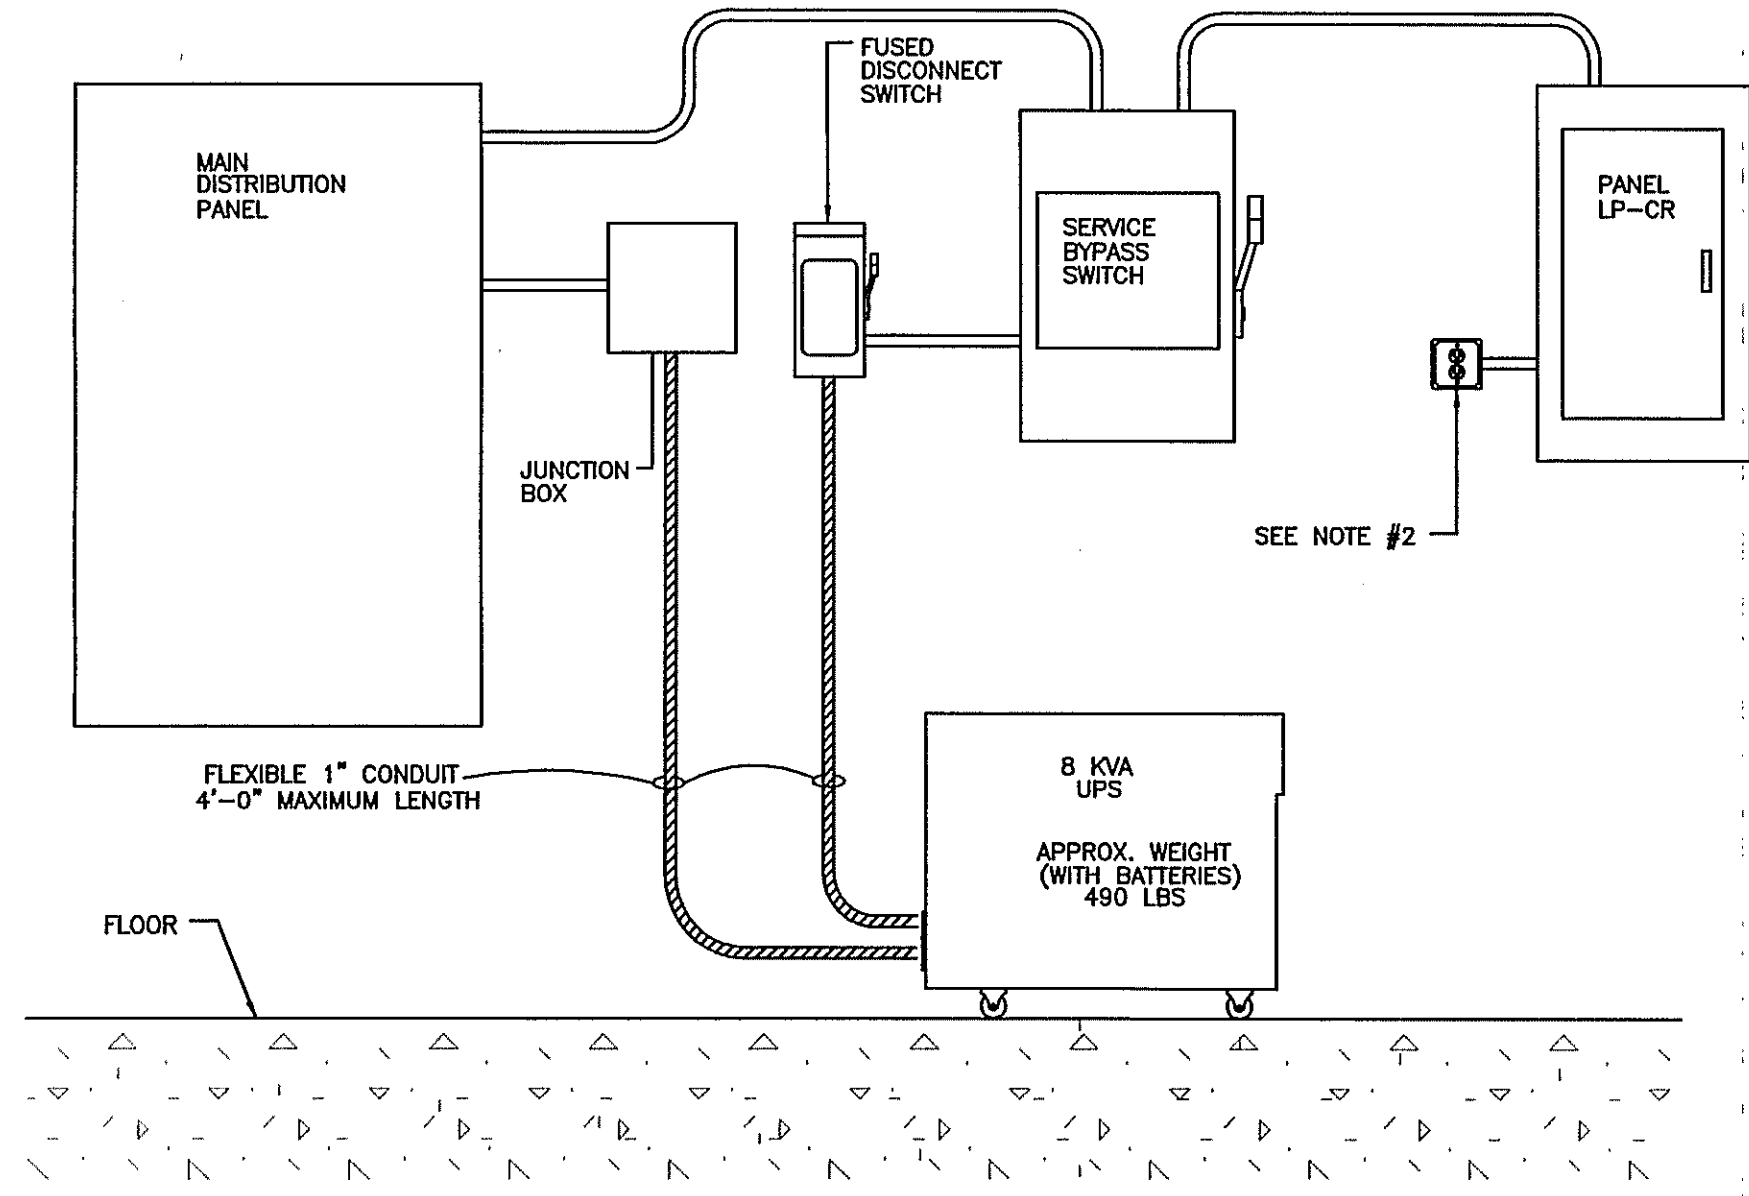 FUSED
DISCONNECT
SWITCH
MAIN
DISTRIBUTION
PANEL
PANEL
LP-CR
SERVICE
BYPASS
SWITCH
JUNCTION
BOX
SEE NOTE #2
FLEXIBLE 1" CONDUIT
4'-0" MAXIMUM LENGTH
8 KVA
UPS
APPROX. WEIGHT
(WITH BATTERIES)
490 LBS
FLOOR